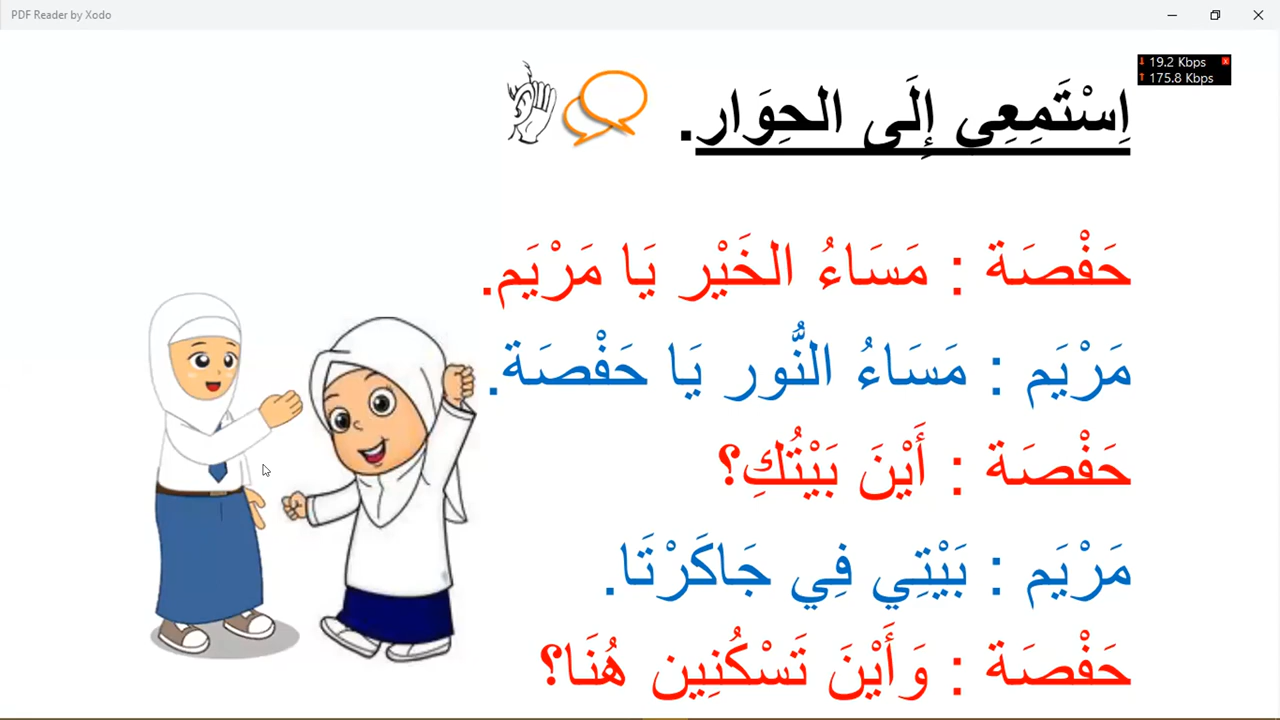 PDF Reader by Xodo
19.2 Kbps
175.8 Kbps
اِسْتَمِعِي إِلَى الحِوَار.
حَفْصَة : مَسَاءُ الخَيْر يَا مَرْيَم.
مَرْيَم : مَسَاءُ النُّور يَا حَفْصَة.
حَفْصَة : أَيْنَ بَيْتُكِ؟
مَرْيَم : بَيْتِي فِي جَاكَرْتَا.
حَفْصَة : وَأَيْنَ تَسْكُنِين هُنَا؟